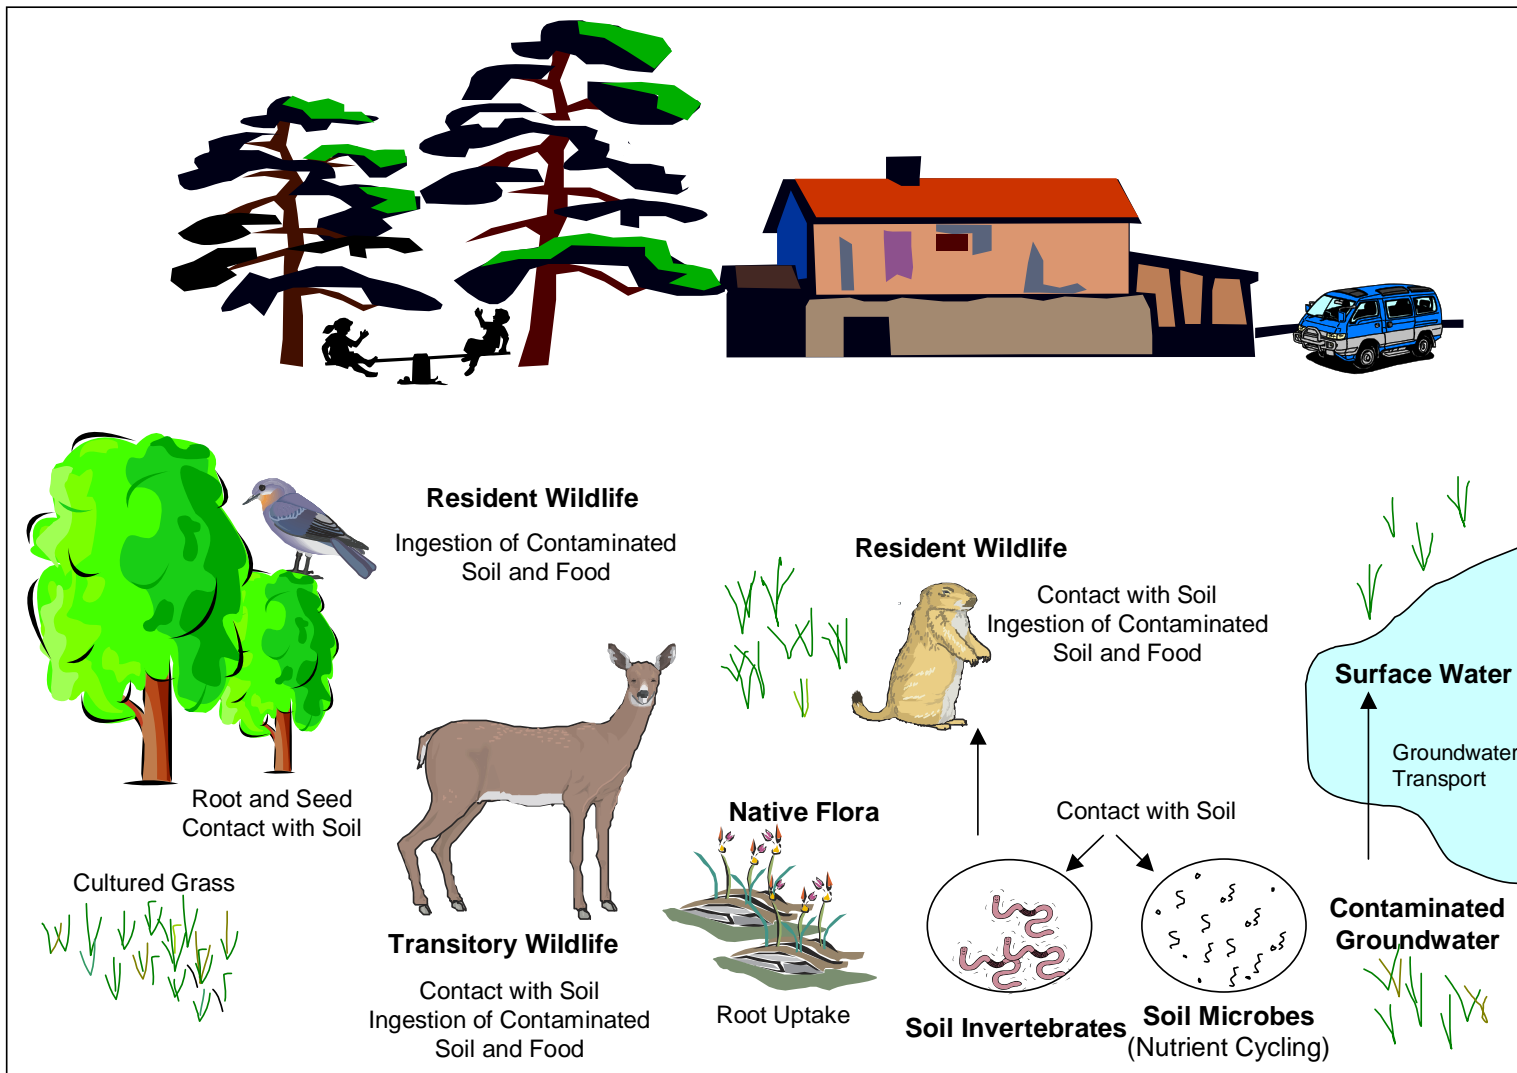 Resident Wildlife
Ingestion of Contaminated
Soil and Food
Resident Wildlife
Contact with Soil
Ingestion of Contaminated
Soil and Food
Surface Water
Groundwater
Transport
Root and Seed
Contact with Soil
Native Flora
Contact with Soil
Cultured Grass
Transitory Wildlife
Contact with Soil
Ingestion of Contaminated
Soil and Food
Root Uptake
Soil Invertebrates
Soil Microbes
(Nutrient Cycling)
Contaminated
Groundwater